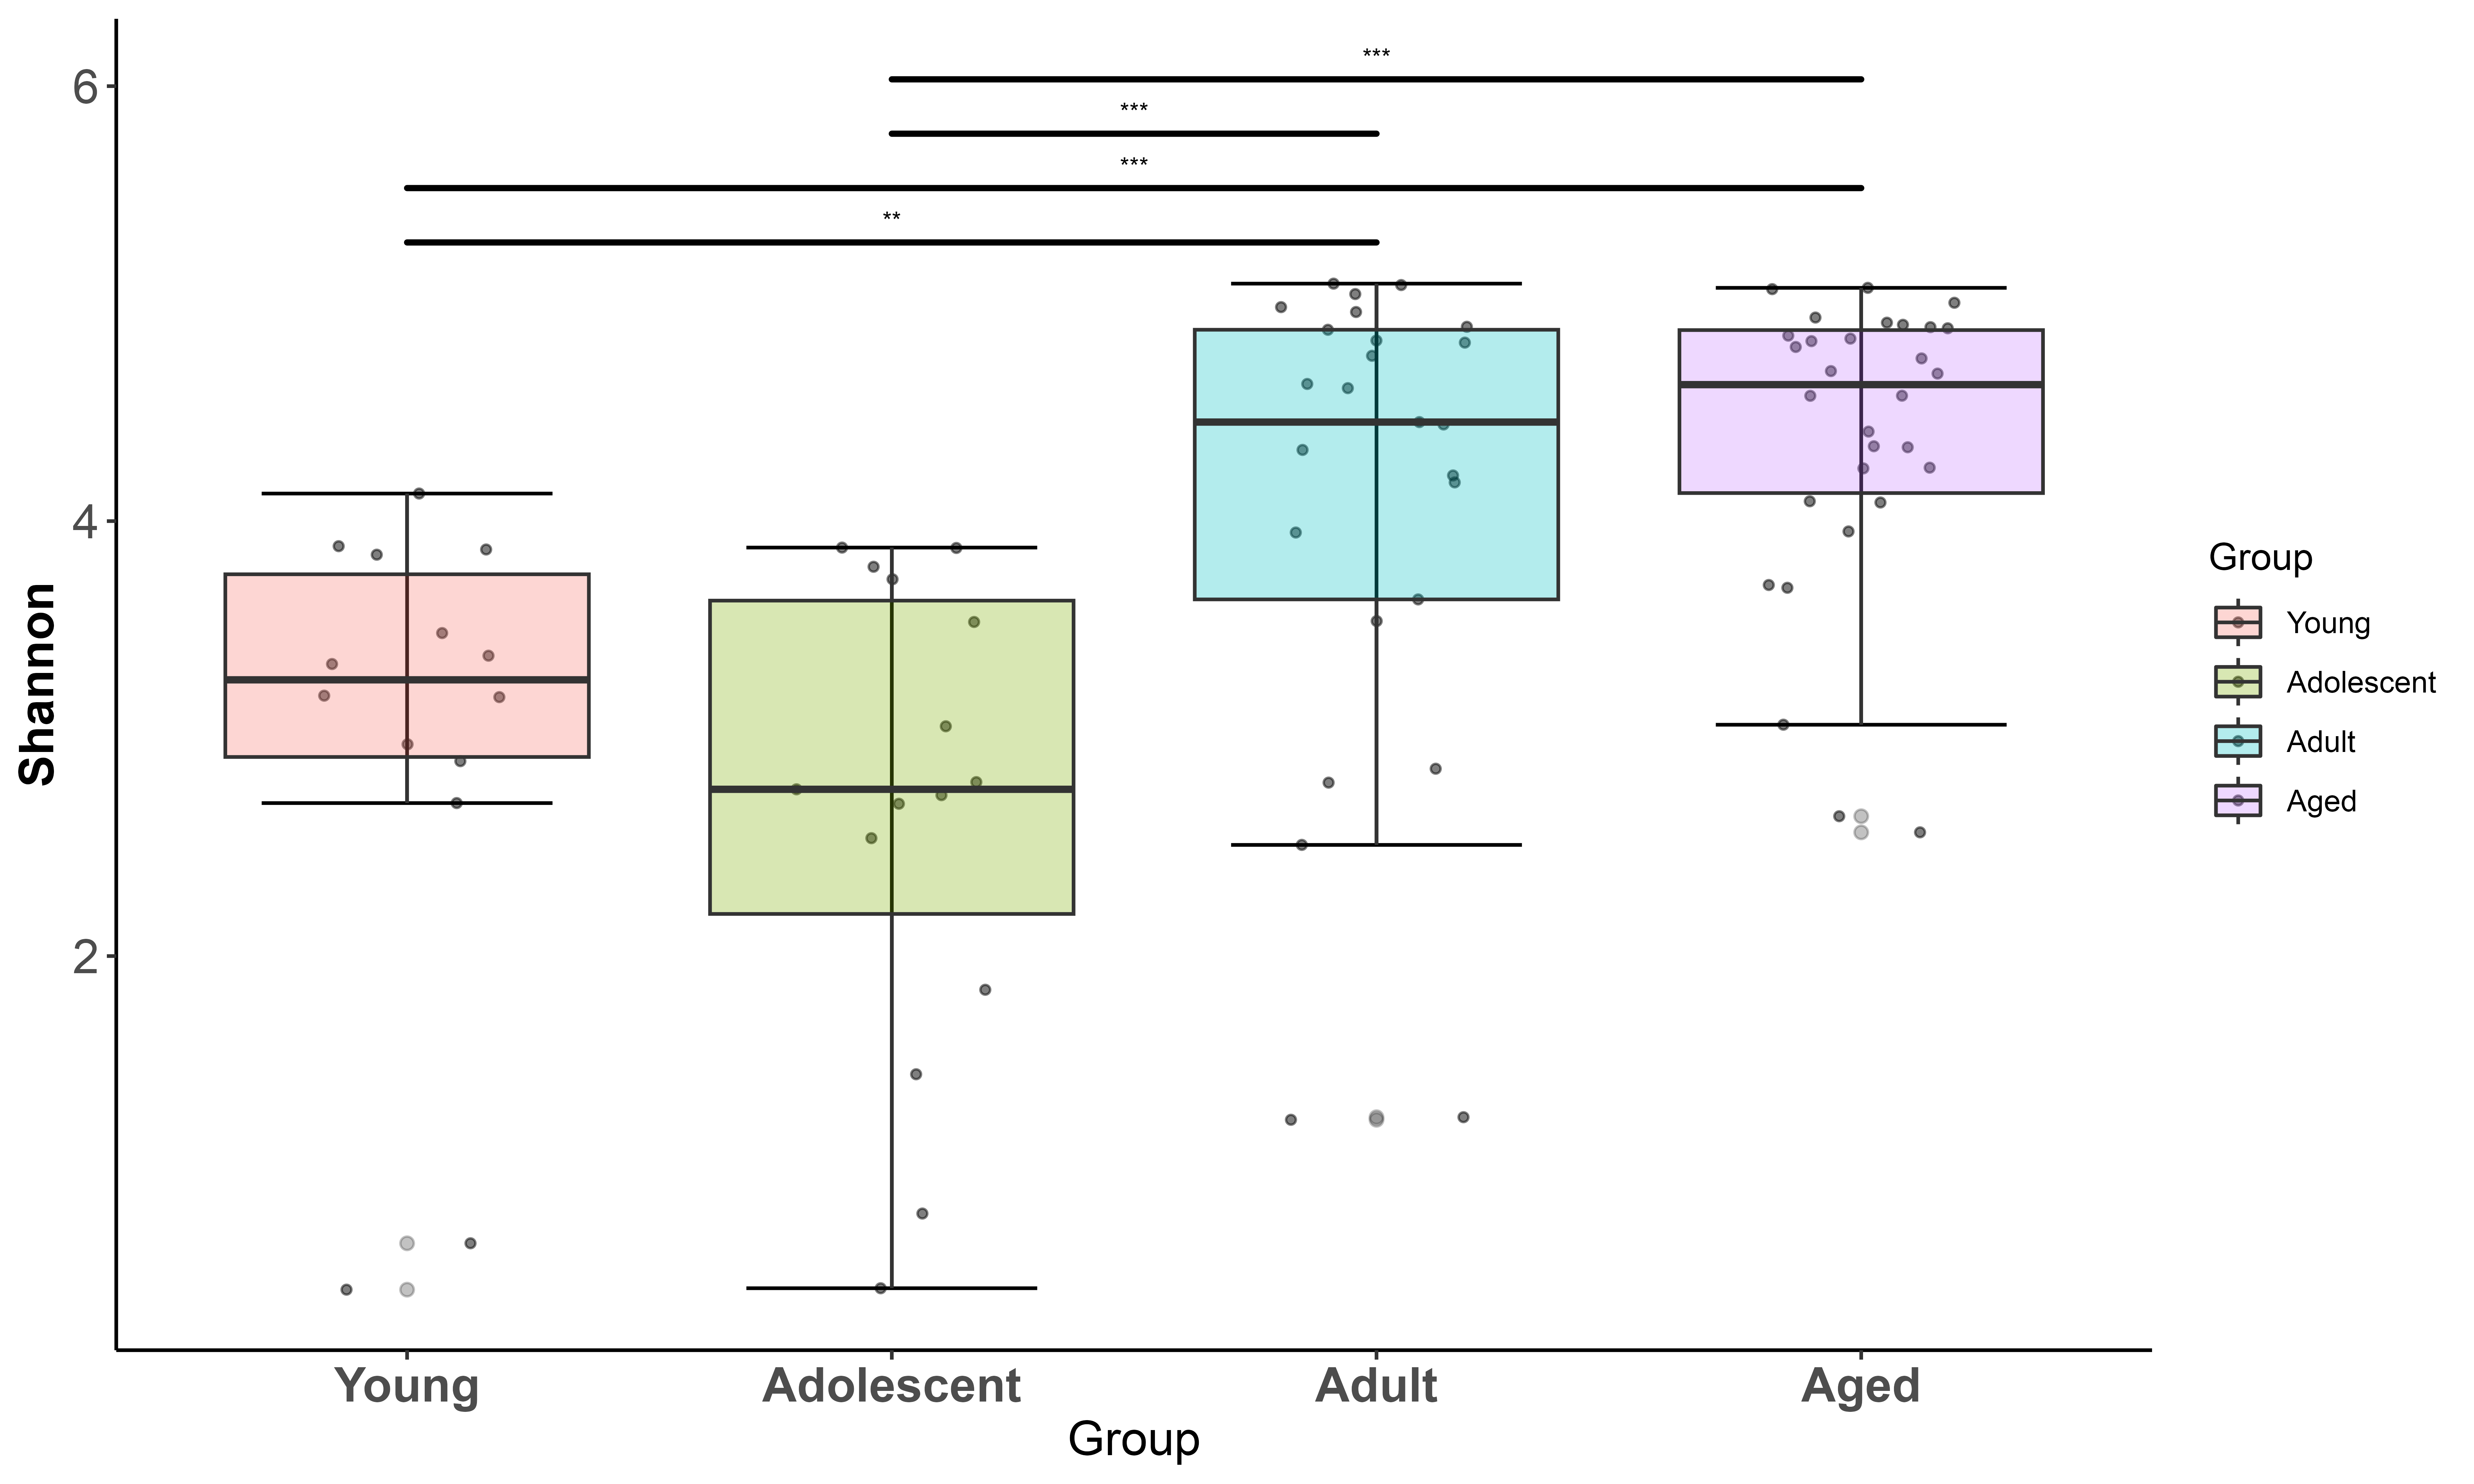 ***
***
***
**
6
4
2
Shannon
Young
Adolescent
Adult
Aged
Group
Group
Young
Adolescent
Adult
Aged